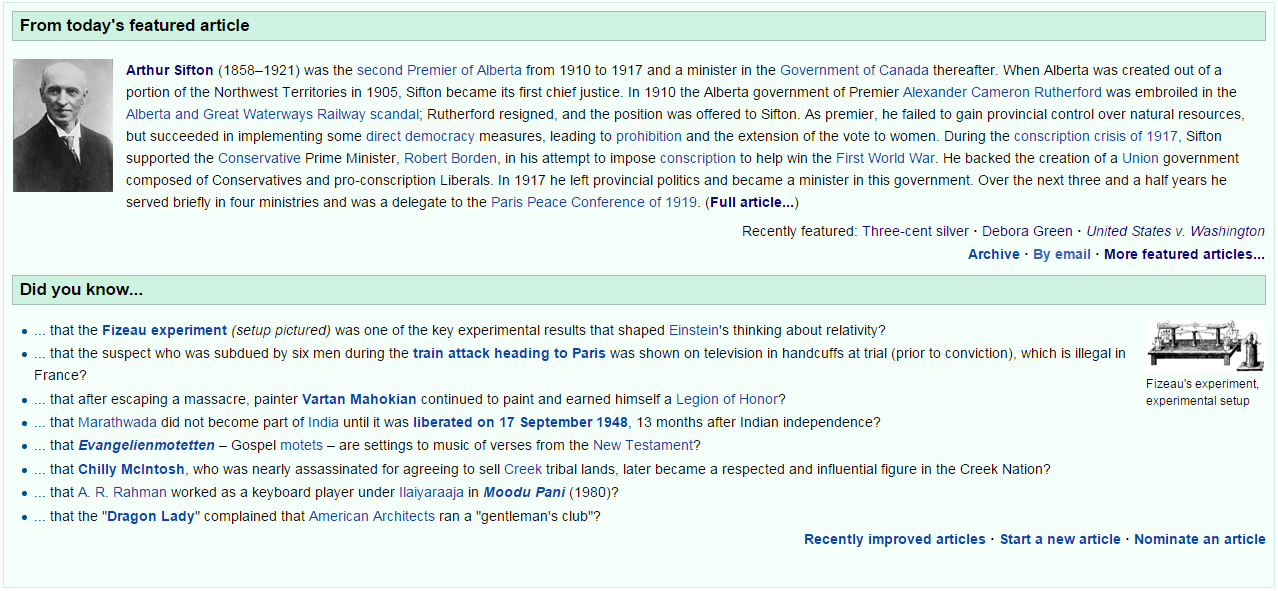 From today's featured article
Arthur Sifton (1858–1921) was the second Premier of Alberta from 1910 to 1917 and a minister in the Government of Canada thereafter. When Alberta was created out of a
portion of the Northwest Territories in 1905, Sifton became its first chief justice. In 1910 the Alberta government of Premier Alexander Cameron Rutherford was embroiled in the
Alberta and Great Waterways Railway scandal; Rutherford resigned, and the position was offered to Sifton. As premier, he failed to gain provincial control over natural resources,
but succeeded in implementing some direct democracy measures, leading to prohibition and the extension of the vote to women. During the conscription crisis of 1917, Sifton
supported the Conservative Prime Minister, Robert Borden, in his attempt to impose conscription to help win the First World War. He backed the creation of a Union government
composed of Conservatives and pro-conscription Liberals. In 1917 he left provincial politics and became a minister in this government. Over the next three and a half years he
served briefly in four ministries and was a delegate to the Paris Peace Conference of 1919. (Full article...)
Recently featured: Three-cent silver · Debora Green · United States v. Washington
Archive · By email · More featured articles...
Did you know...
• ... that the Fizeau experiment (setup pictured) was one of the key experimental results that shaped Einstein's thinking about relativity?
• ... that the suspect who was subdued by six men during the train attack heading to Paris was shown on television in handcuffs at trial (prior to conviction), which is illegal in
France?
• ... that after escaping a massacre, painter Vartan Mahokian continued to paint and earned himself a Legion of Honor?
• ... that Marathwada did not become part of India until it was liberated on 17 September 1948, 13 months after Indian independence?
• ... that Evangelienmotetten – Gospel motets – are settings to music of verses from the New Testament?
• ... that Chilly McIntosh, who was nearly assassinated for agreeing to sell Creek tribal lands, later became a respected and influential figure in the Creek Nation?
• ... that A. R. Rahman worked as a keyboard player under Ilaiyaraaja in Moodu Pani (1980)?
• ... that the "Dragon Lady" complained that American Architects ran a "gentleman's club"?
Fizeau's experiment,
experimental setup
Recently improved articles · Start a new article · Nominate an article